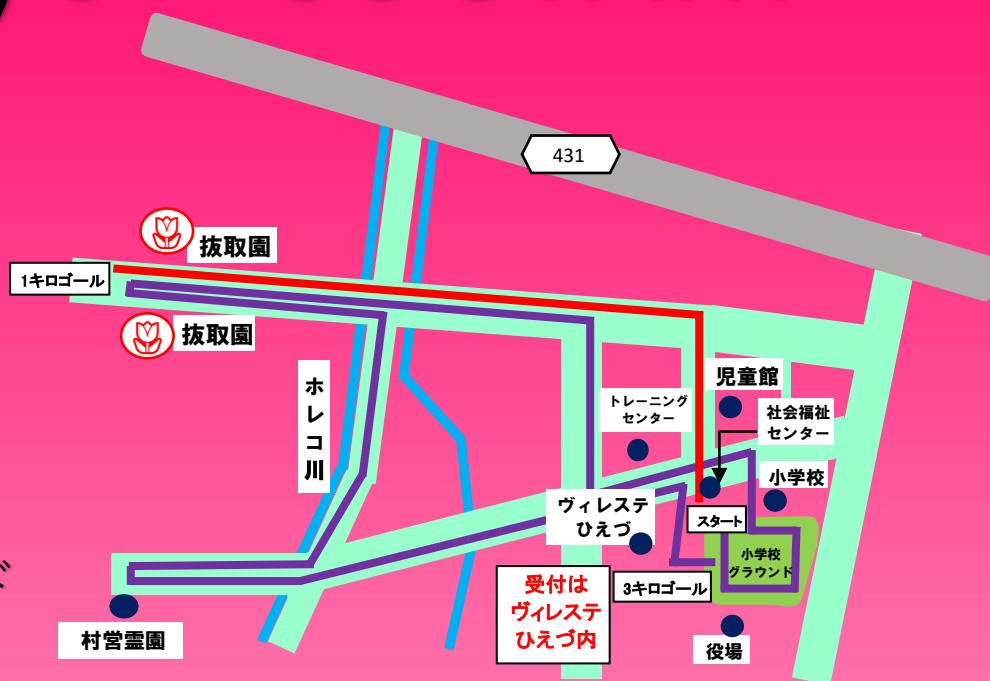 431
抜取園
1キロゴール
抜取園
ホレコ川
児童館
トレーニング
センター
社会福祉
センター
小学校
ヴィレステ
ひえづ
スタート
小学校
グラウンド
受付は
ヴィレステ
ひえづ内
3キロゴール
村営霊園
役場